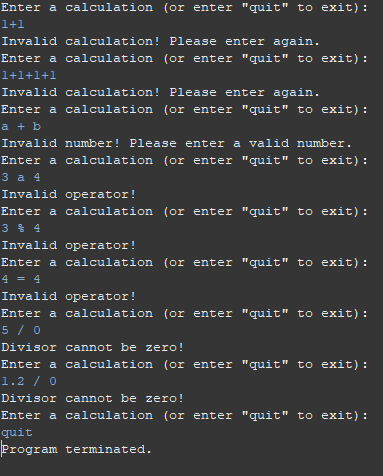 Enter a calculation (or enter "quit" to exit):
1+1
Invalid calculation! Please enter again.
Enter a calculation (or enter "quit" to exit):
1+1+1+1
Invalid calculation! Please enter again.
Enter a calculation (or enter "quit" to exit):
a + b
Invalid number! Please enter a valid number.
Enter a calculation (or enter "quit" to exit):
3 a 4
Invalid operator!
Enter a calculation (or enter "quit" to exit):
3 % 4
Invalid operator!
Enter a calculation (or enter "quit" to exit):
4 = 4
Invalid operator!
Enter a calculation (or enter "quit" to exit):
5 / 0
Divisor cannot be zero!
Enter a calculation (or enter "quit" to exit):
1.2 / 0
Divisor cannot be zero!
Enter a calculation (or enter "quit" to exit):
quit
Program terminated.